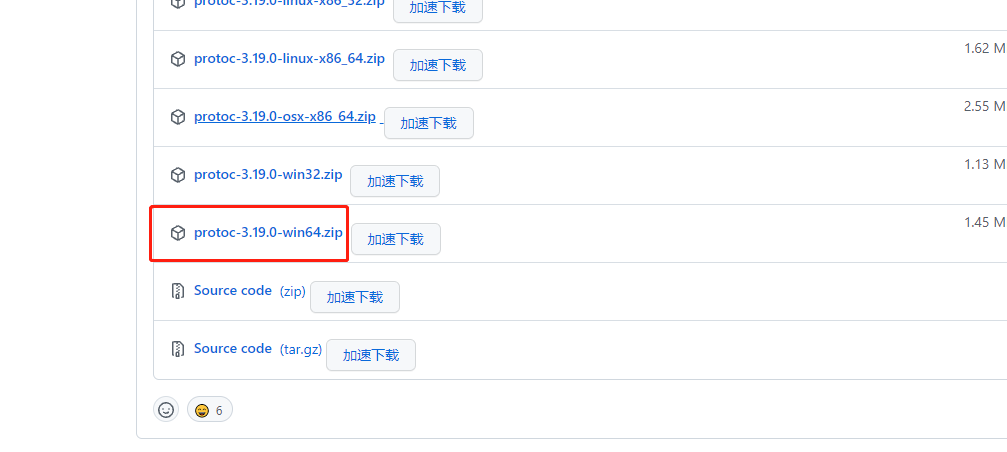 protoc-3.19.0-linux-x86_32.zip 加速下载
protoc-3.19.0-linux-x86_64.zip 加速下载 1.62 M
protoc-3.19.0-osx-x86_64.zip 加速下载 2.55 M
protoc-3.19.0-win32.zip 加速下载 1.13 M
protoc-3.19.0-win64.zip 加速下载 1.45 M
Source code (zip) 加速下载
Source code (tar.gz) 加速下载
6